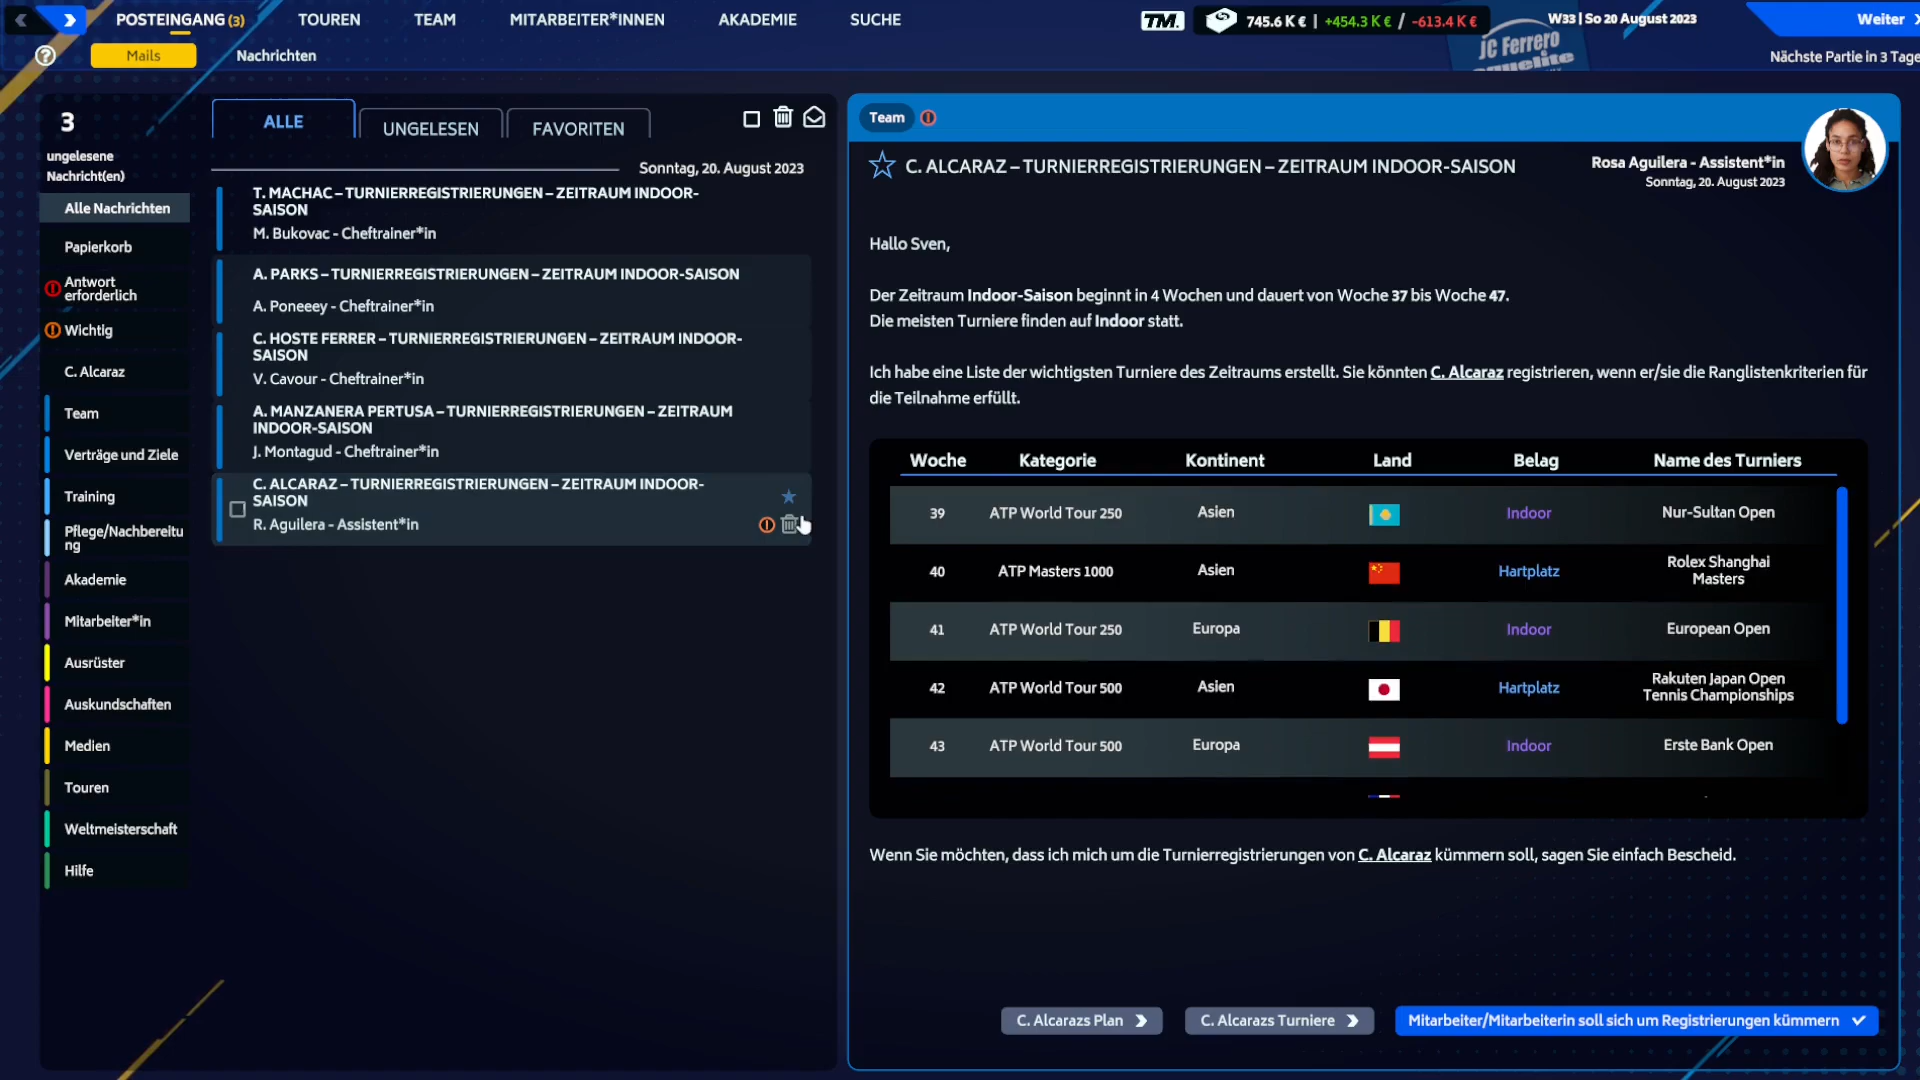 POSTEINGANG (3)
TOUREN
TEAM
MITARBEITER*INNEN
AKADEMIE
SUCHE
TM.
745.6 K € | +454.3 K € / -613.4 K €
JC Ferrero
equelite
W33 | So 20 August 2023
Weiter
?
Mails
Nachrichten
Nächste Partie in 3 Tage
3
ungelesene
Nachricht(en)
Alle Nachrichten
Papierkorb
Antwort
erforderlich
Wichtig
C. Alcaraz
Team
Verträge und Ziele
Training
Pflege/Nachbereitu
ng
Akademie
Mitarbeiter*in
Ausrüster
Auskundschaften
Medien
Touren
Weltmeisterschaft
Hilfe
ALLE
UNGELESEN
FAVORITEN
Sonntag, 20. August 2023
T. MACHAC – TURNIERREGISTRIERUNGEN – ZEITRAUM INDOOR-
SAISON
M. Bukovac - Cheftrainer*in
A. PARKS – TURNIERREGISTRIERUNGEN – ZEITRAUM INDOOR-SAISON
A. Poneeey - Cheftrainer*in
C. HOSTE FERRER – TURNIERREGISTRIERUNGEN – ZEITRAUM INDOOR-
SAISON
V. Cavour - Cheftrainer*in
A. MANZANERA PERTUSA – TURNIERREGISTRIERUNGEN – ZEITRAUM
INDOOR-SAISON
J. Montagud - Cheftrainer*in
C. ALCARAZ – TURNIERREGISTRIERUNGEN – ZEITRAUM INDOOR-
SAISON
R. Aguilera - Assistent*in
Team
C. ALCARAZ – TURNIERREGISTRIERUNGEN – ZEITRAUM INDOOR-SAISON
Rosa Aguilera - Assistent*in
Sonntag, 20. August 2023
Hallo Sven,
Der Zeitraum Indoor-Saison beginnt in 4 Wochen und dauert von Woche 37 bis Woche 47.
Die meisten Turniere finden auf Indoor statt.
Ich habe eine Liste der wichtigsten Turniere des Zeitraums erstellt. Sie könnten C. Alcaraz registrieren, wenn er/sie die Ranglistenkriterien für
die Teilnahme erfüllt.
Woche Kategorie Kontinent Land Belag Name des Turniers
39 ATP World Tour 250 Asien Indoor Nur-Sultan Open
40 ATP Masters 1000 Asien Hartplatz Rolex Shanghai
Masters
41 ATP World Tour 250 Europa Indoor European Open
42 ATP World Tour 500 Asien Hartplatz Rakuten Japan Open
Tennis Championships
43 ATP World Tour 500 Europa Indoor Erste Bank Open
Wenn Sie möchten, dass ich mich um die Turnierregistrierungen von C. Alcaraz kümmern soll, sagen Sie einfach Bescheid.
C. Alcarazs Plan
C. Alcarazs Turniere
Mitarbeiter/Mitarbeiterin soll sich um Registrierungen kümmern